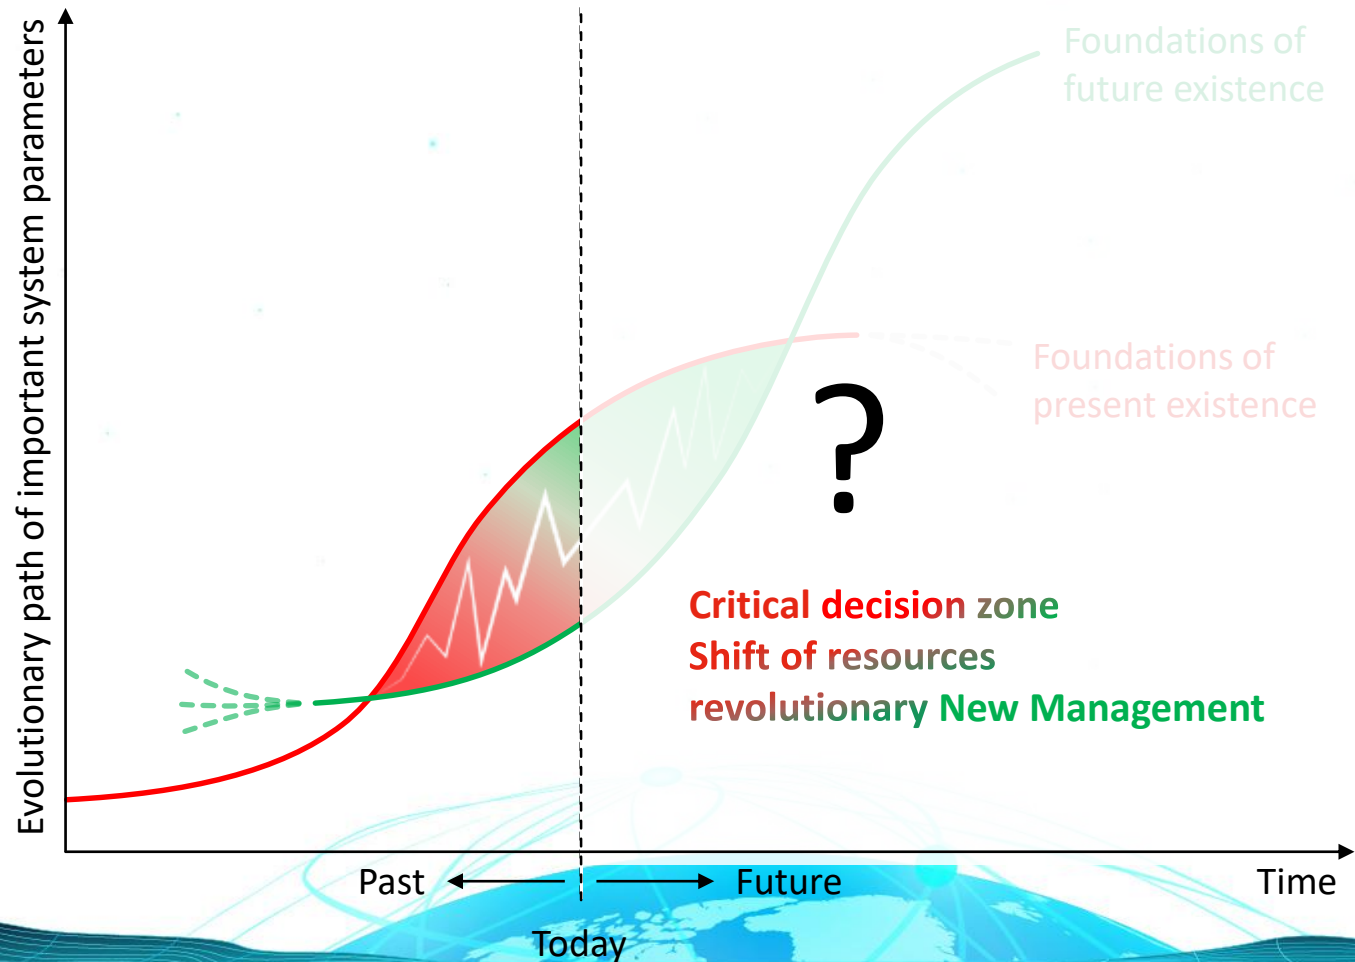 Evolutionary path of important system parameters
Foundations of
future existence
Foundations of
present existence
?
Critical decision zone
Shift of resources
revolutionary New Management
Past
Future
Time
Today